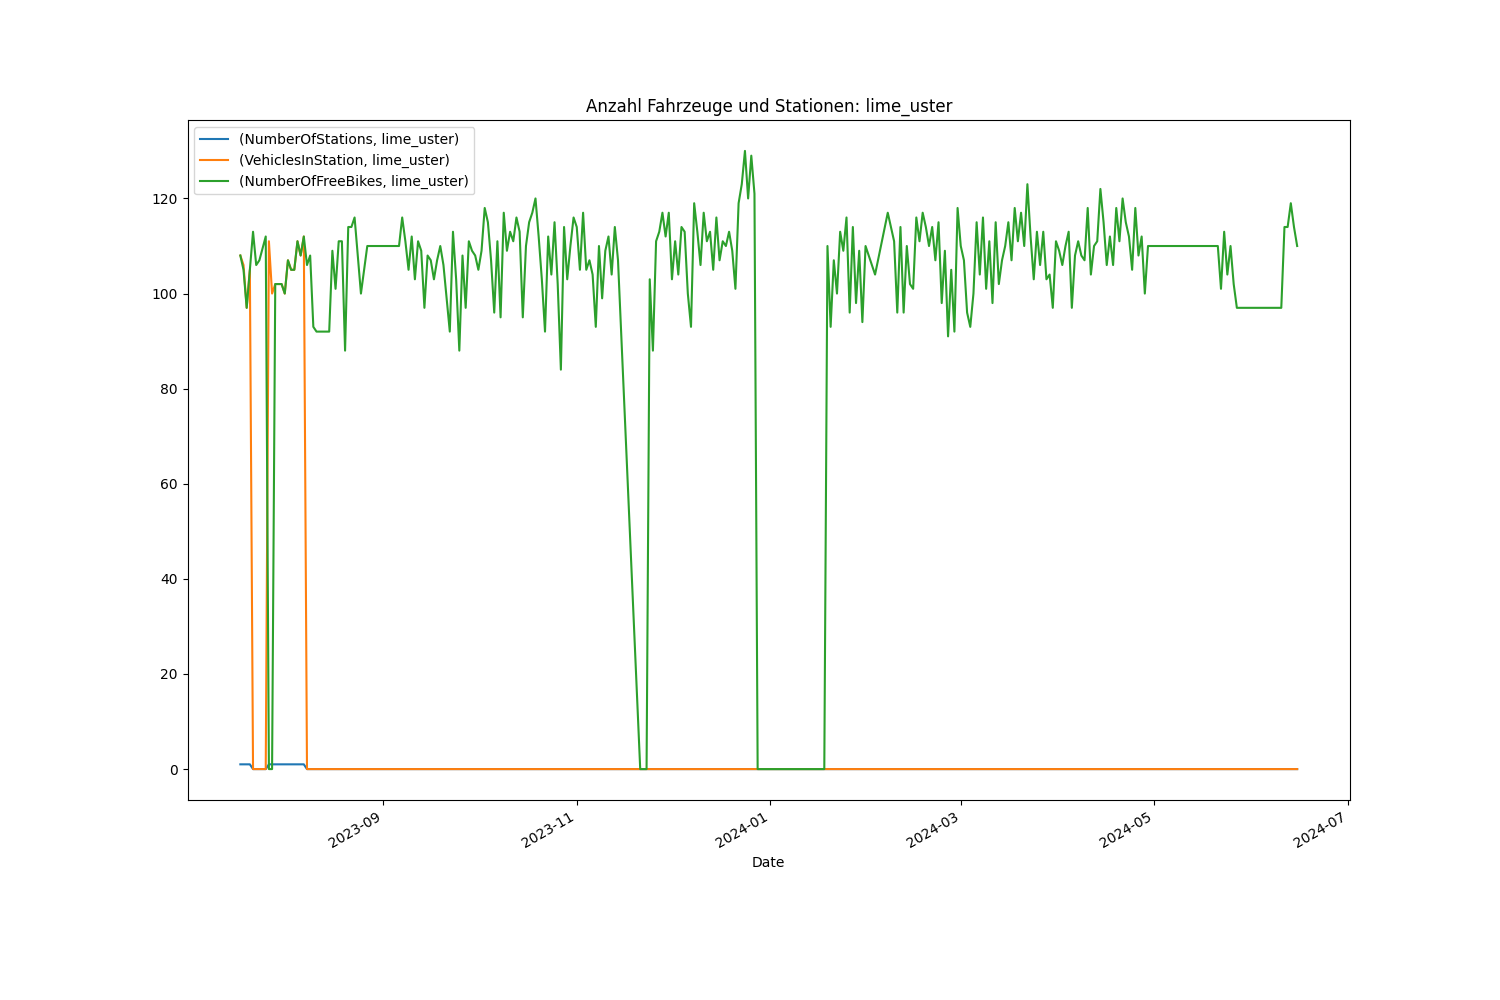 Anzahl Fahrzeuge und Stationen: lime_uster
(NumberOfStations, lime_uster)
(VehiclesInStation, lime_uster)
(NumberOfFreeBikes, lime_uster)
120
100
80
60
40
20
0
2023-09
2023-11
2024-01
2024-03
2024-05
2024-07
Date